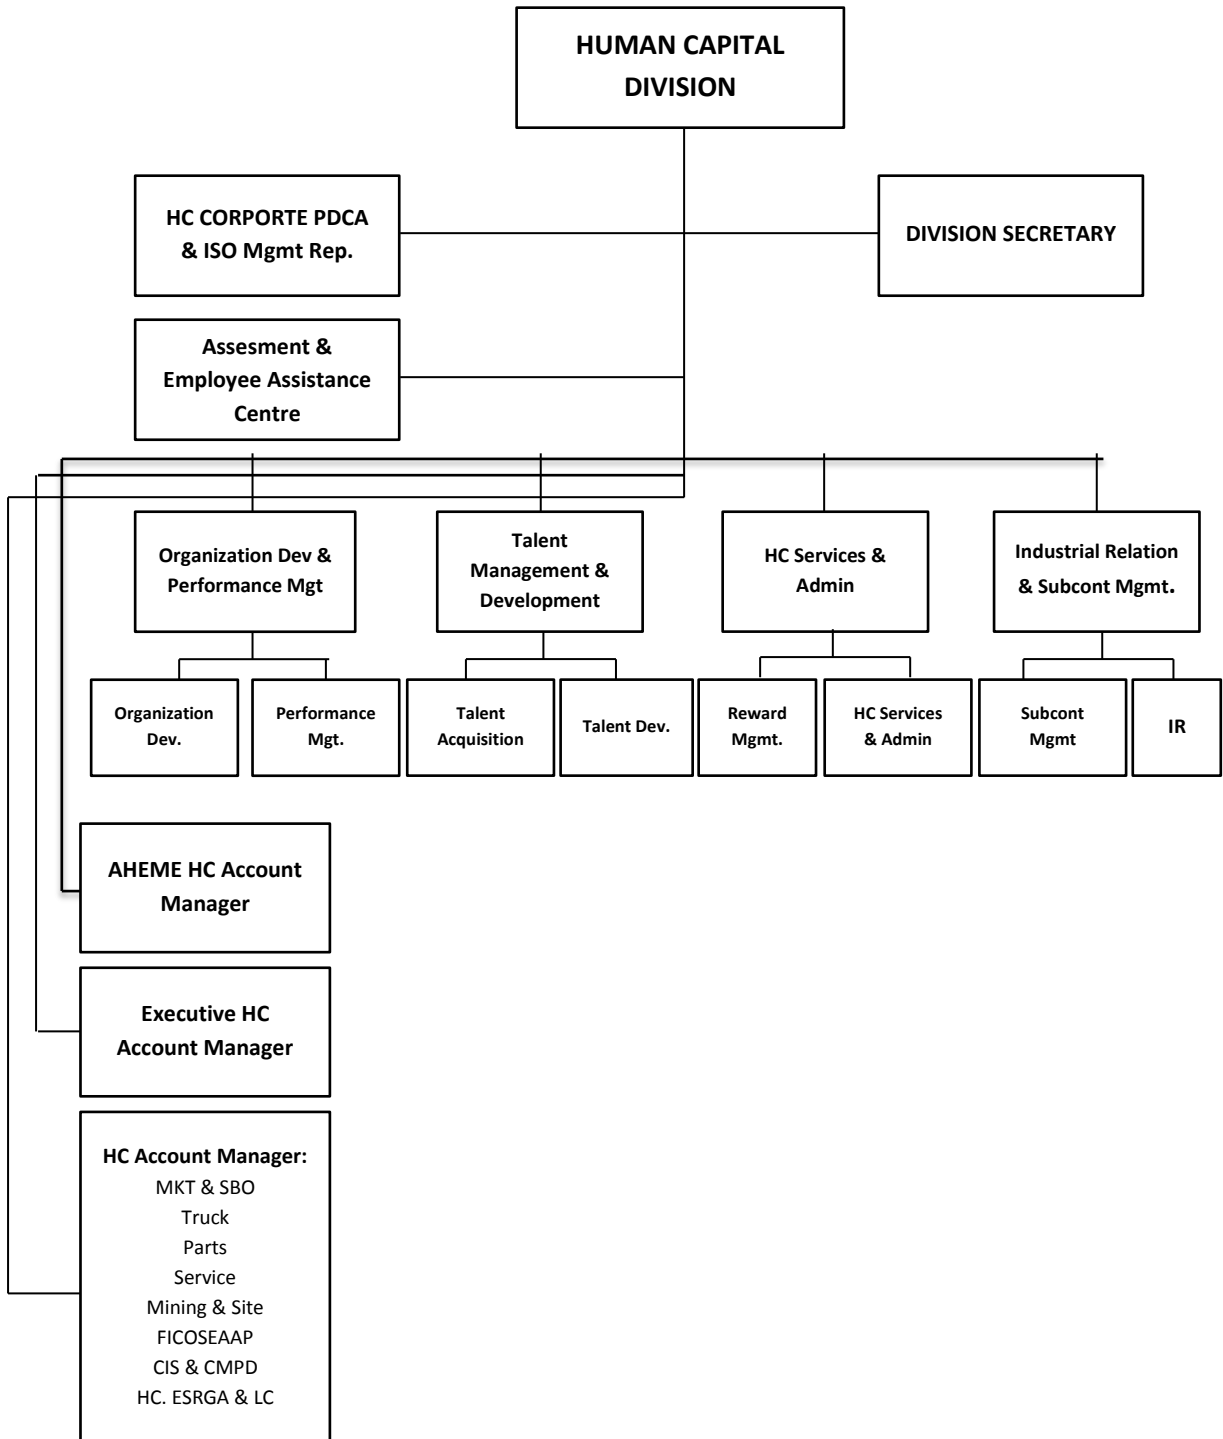 HUMAN CAPITAL
DIVISION
HC CORPORTE PDCA
& ISO Mgmt Rep.
DIVISION SECRETARY
Assesment &
Employee Assistance
Centre
Organization Dev &
Performance Mgt
Talent
Management &
Development
HC Services &
Admin
Industrial Relation
& Subcont Mgmt.
Organization
Dev.
Performance
Mgt.
Talent
Acquisition
Talent Dev.
Reward
Mgmt.
HC Services
& Admin
Subcont
Mgmt
IR
AHEME HC Account
Manager
Executive HC
Account Manager
HC Account Manager:
MKT & SBO
Truck
Parts
Service
Mining & Site
FICOSEAAP
CIS & CMPD
HC. ESRGA & LC